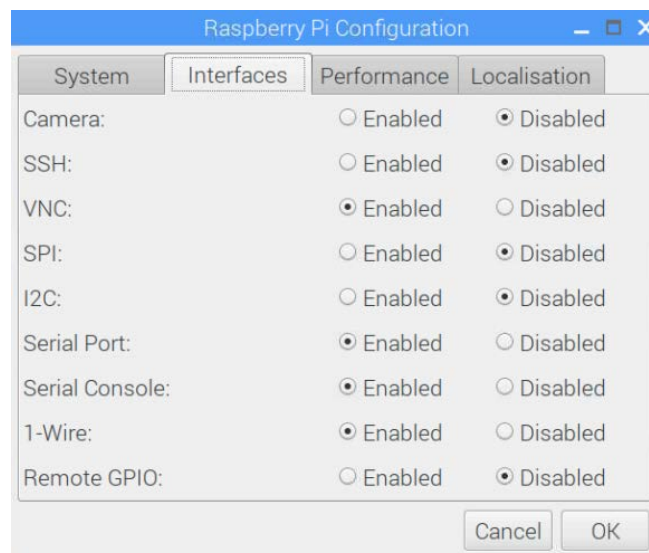 Raspberry Pi Configuration
System Interfaces Performance Localisation
Camera: Enabled Disabled
SSH: Enabled Disabled
VNC: Enabled Disabled
SPI: Enabled Disabled
I2C: Enabled Disabled
Serial Port: Enabled Disabled
Serial Console: Enabled Disabled
1-Wire: Enabled Disabled
Remote GPIO: Enabled Disabled
Cancel OK